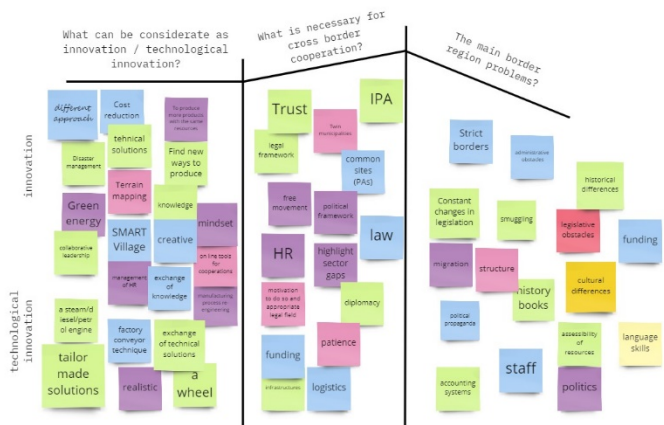 What can be considerate as
innovation / technological
innovation?
What is necessary for
cross border
cooperation?
The main border
region problems?
innovation
technological
innovation
different
approach
Cost
reduction
To produce
more products
with the same
resources,
Disaster
management
tehnical
solutions
Find new
ways to
produce
Terrain
mapping
knowledge
Green
energy
mindset
SMART
Village
creative
collaborative
leadership
on line tools
for
cooperations
management
of HR
exchange
of
knowledge
manufacturing
process re-
engineering
a steam/d
iesel/petr
ol engine
factory
conveyor
technique
exchange of
technical
solutions
tailor
made
solutions
realistic
a
wheel
Trust
Twin
municipalities
IPA
legal
framework
common
sites
(PAs)
free
movement
political
framework
law
HR
highlight
sector
gaps
motivation to
do so and
appropriate
legal field
diplomacy
patience
funding
infrastructures
logistics
Strict
borders
administrative
obstacles
historical
differences
Constant
changes in
legislation
smuggling
legislative
obstacles
funding
migration
structure
history
books
cultural
differences
political
propaganda
assessibility
of
resources
language
skills
accounting
systems
staff
politics